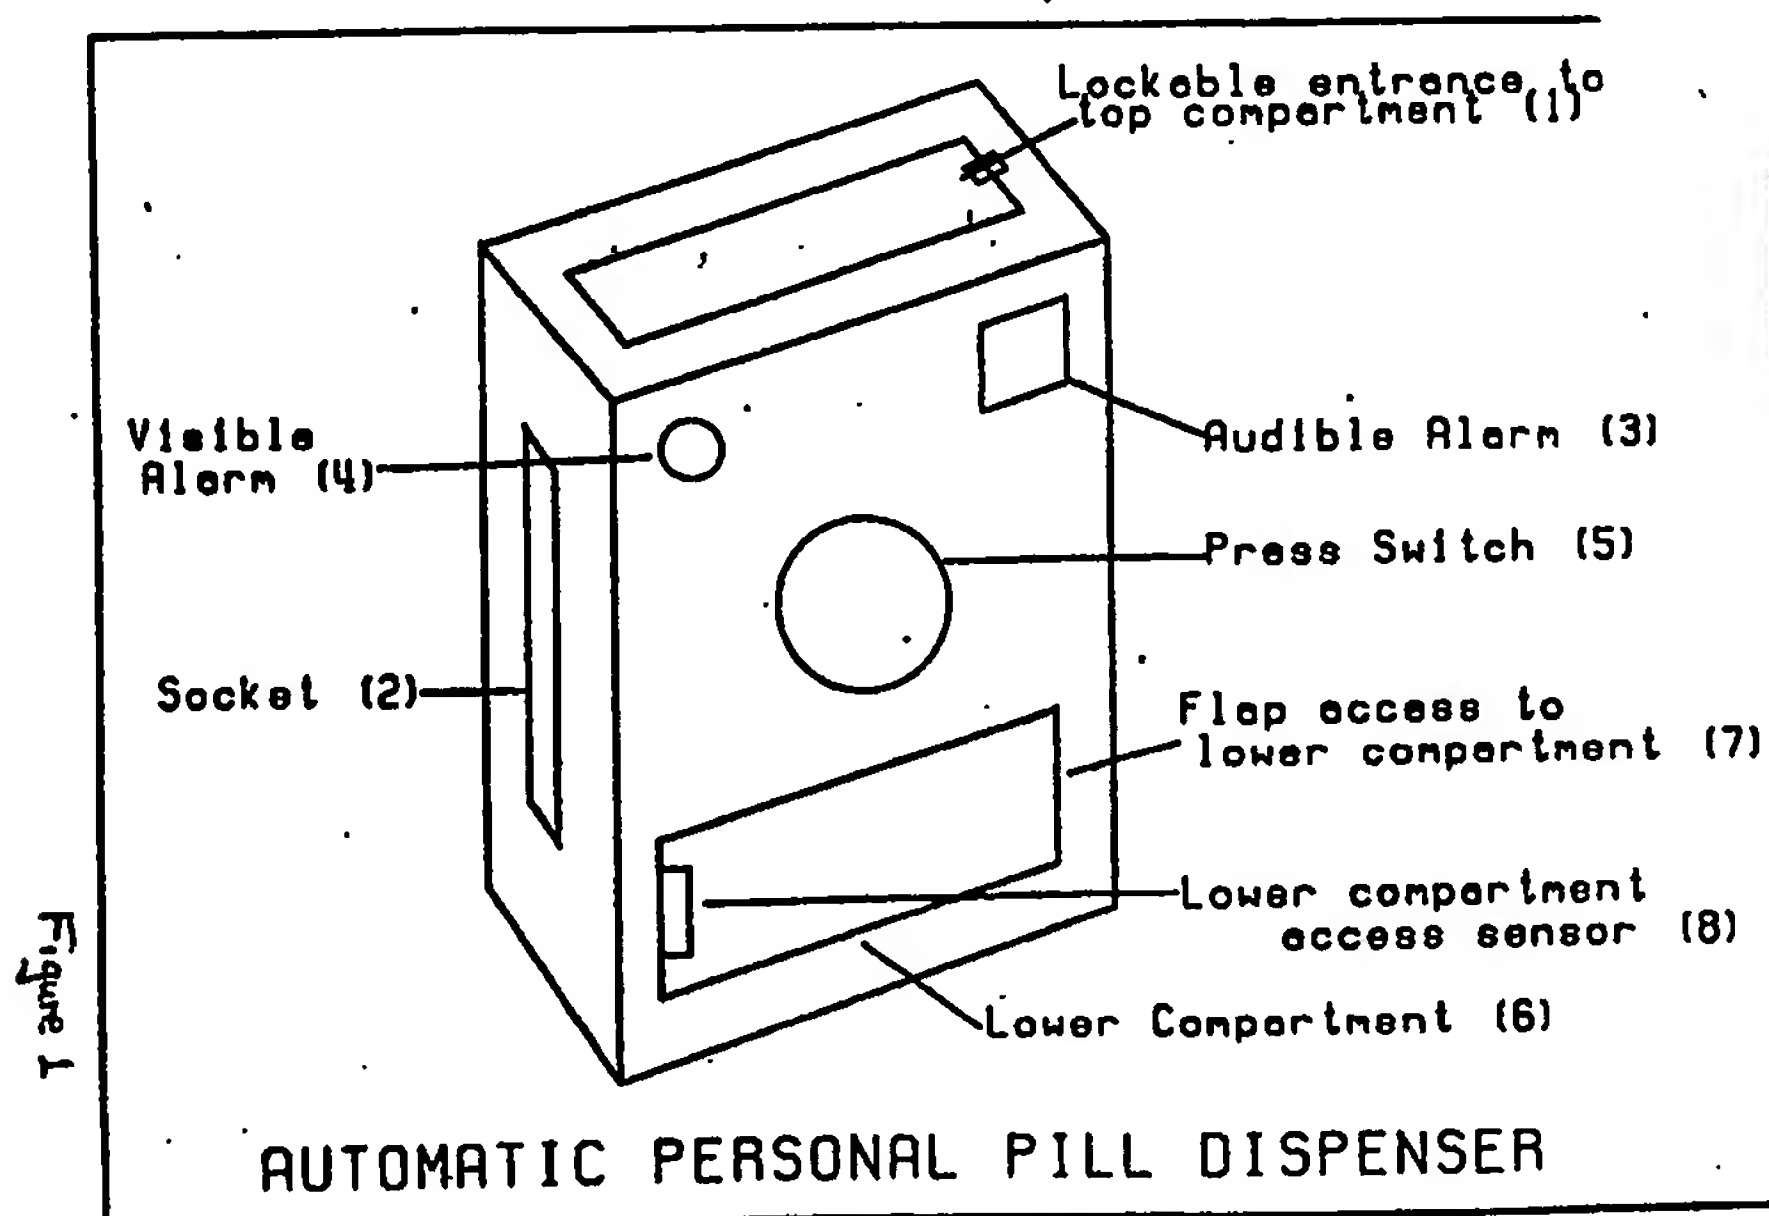 Lockable entrance to
top compartment (1)
Visible
Alarm (4)
Audible Alarm (3)
Press Switch (5)
Socket (2)
Flap access to
lower compartment (7)
Lower compartment
access sensor (8)
Lower Compartment (6)
Figure 1
AUTOMATIC PERSONAL PILL DISPENSER